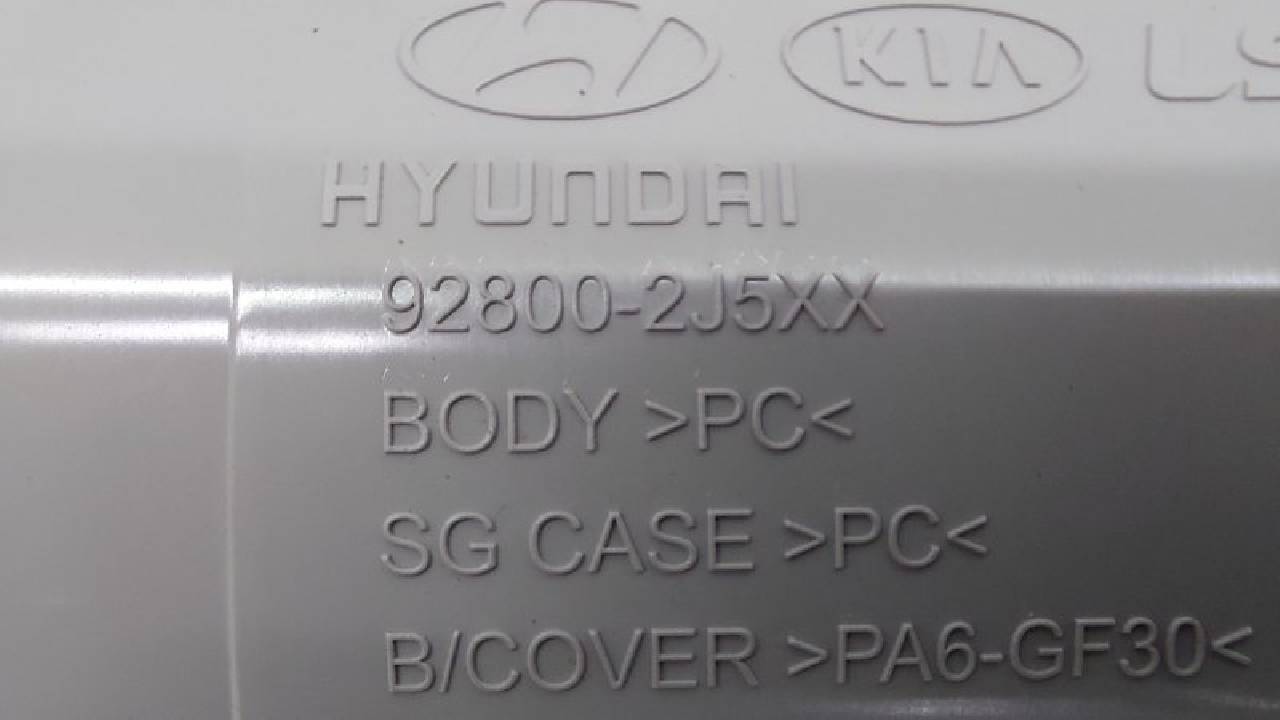 KIA
HYUNDAI
92800-2J5XX
BODY >PC<
SG CASE >PC<
B/COVER >PA6-GF30<